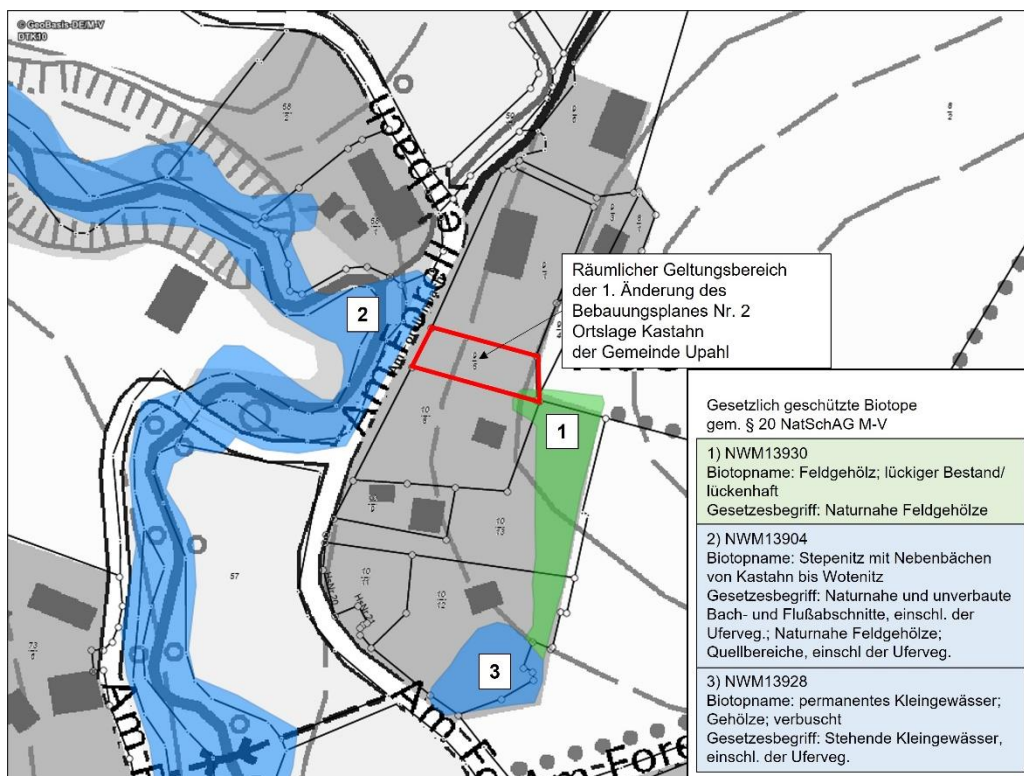 © GeoBasis-DE/M-V
DTK10
Am-Forellenbach
Räumlicher Geltungsbereich
der 1. Änderung des
Bebauungsplanes Nr. 2
Ortslage Kastahn
der Gemeinde Upahl
2
1
3
57
Gesetzlich geschützte Biotope
gem. § 20 NatSchAG M-V
1) NWM13930
Biotopname: Feldgehölz; lückiger Bestand/
lückenhaft
Gesetzesbegriff: Naturnahe Feldgehölze
2) NWM13904
Biotopname: Stepenitz mit Nebenbächen
von Kastahn bis Wotenitz
Gesetzesbegriff: Naturnahe und unverbaute
Bach- und Flußabschnitte, einschl. der
Uferveg.; Naturnahe Feldgehölze;
Quellbereiche, einschl der Uferveg.
3) NWM13928
Biotopname: permanentes Kleingewässer;
Gehölze; verbuscht
Gesetzesbegriff: Stehende Kleingewässer,
einschl. der Uferveg.